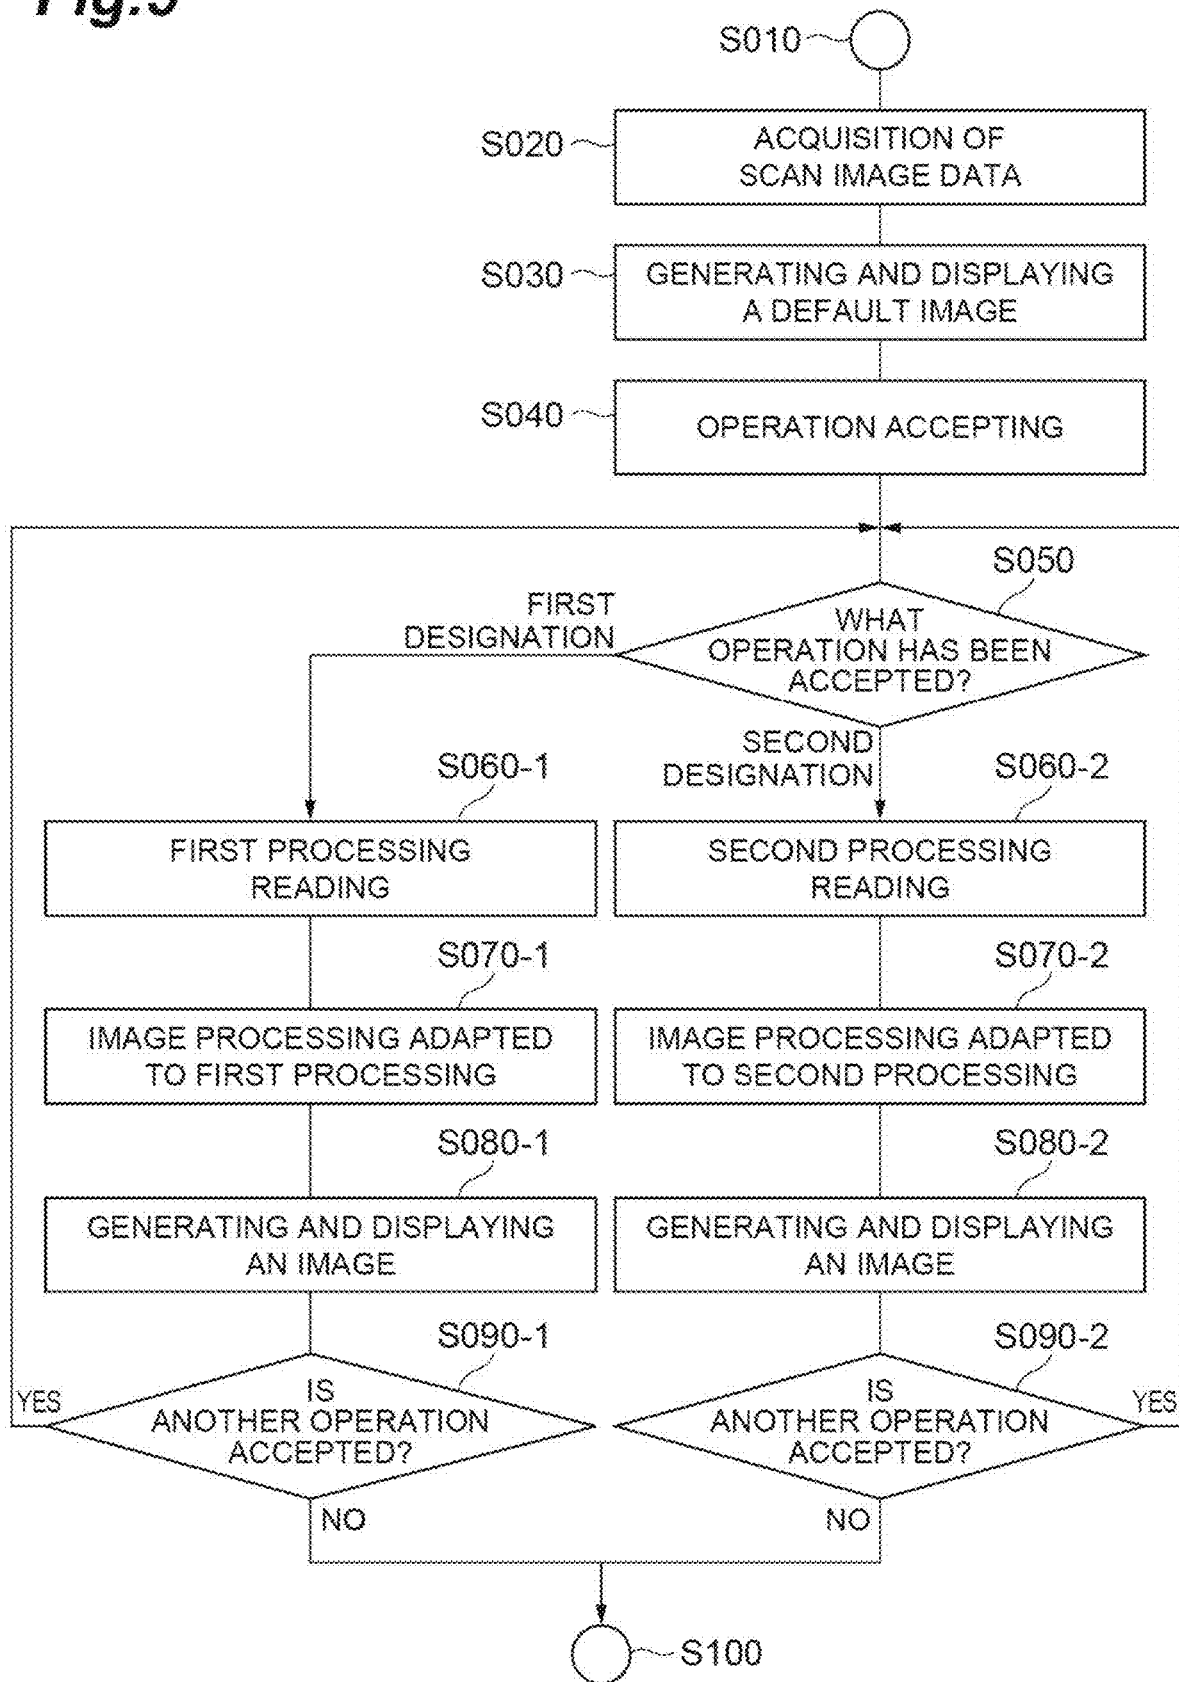 S010
S020
ACQUISITION OF
SCAN IMAGE DATA
S030
GENERATING AND DISPLAYING
A DEFAULT IMAGE
S040
OPERATION ACCEPTING
S050
FIRST
DESIGNATION
WHAT
OPERATION HAS BEEN
ACCEPTED?
SECOND
DESIGNATION
S060-1
FIRST PROCESSING
READING
S060-2
SECOND PROCESSING
READING
S070-1
IMAGE PROCESSING ADAPTED
TO FIRST PROCESSING
S070-2
IMAGE PROCESSING ADAPTED
TO SECOND PROCESSING
S080-1
GENERATING AND DISPLAYING
AN IMAGE
S080-2
GENERATING AND DISPLAYING
AN IMAGE
S090-1
YES
IS
ANOTHER OPERATION
ACCEPTED?
NO
S090-2
IS
ANOTHER OPERATION
ACCEPTED?
YES
NO
S100